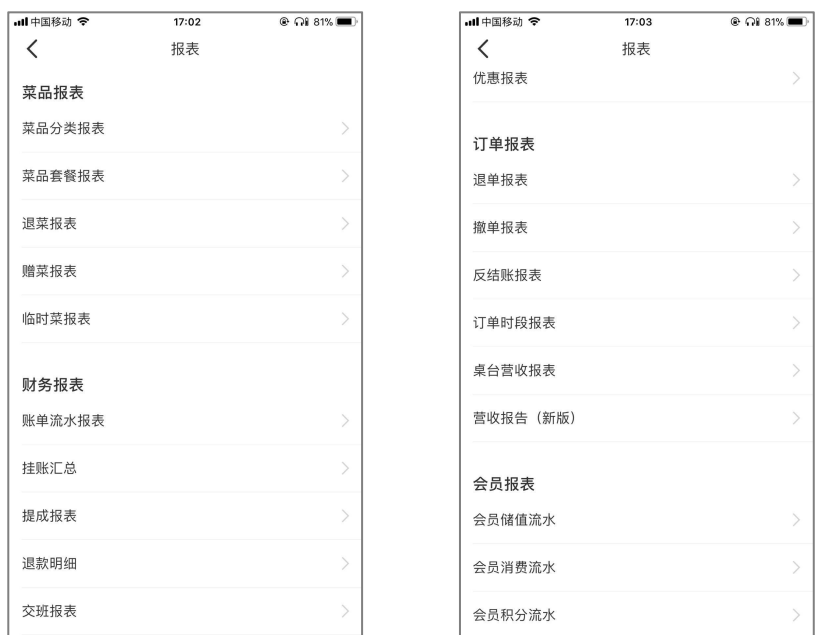 中国移动 17:02 81%
报表
菜品报表
菜品分类报表
菜品套餐报表
退菜报表
赠菜报表
临时菜报表
财务报表
账单流水报表
挂账汇总
提成报表
退款明细
交班报表
中国移动 17:03 81%
报表
优惠报表
订单报表
退单报表
撤单报表
反结账报表
订单时段报表
桌台营收报表
营收报告（新版）
会员报表
会员储值流水
会员消费流水
会员积分流水